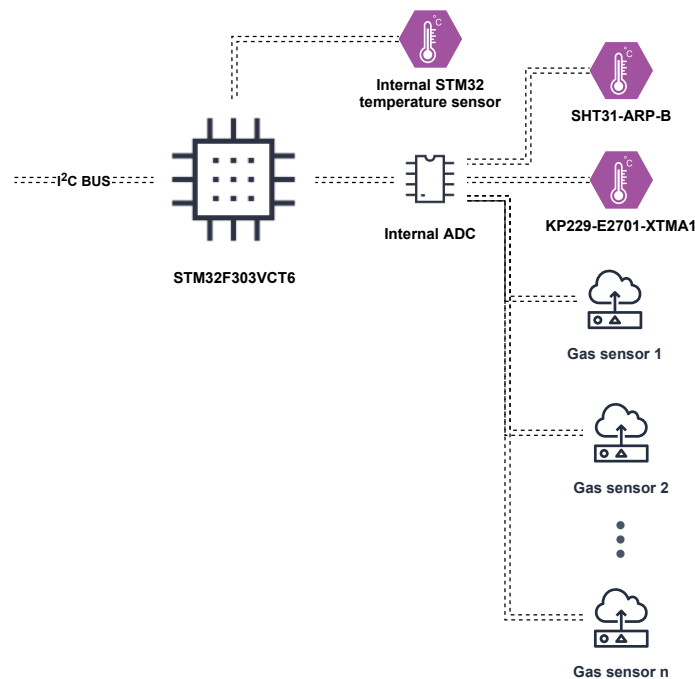 °C
Internal STM32
temperature sensor
°C
SHT31-ARP-B
I²C BUS
°C
KP229-E2701-XTMA1
Internal ADC
STM32F303VCT6
Gas sensor 1
Gas sensor 2
Gas sensor n